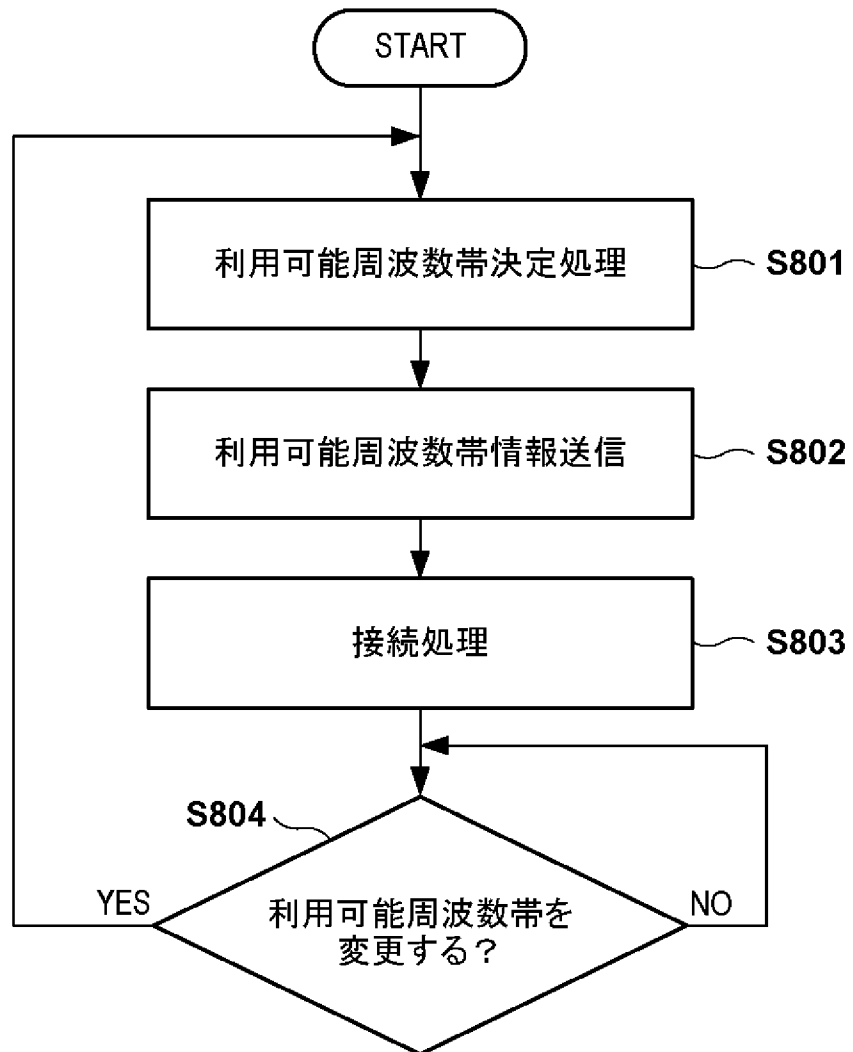 START
利用可能周波数帯決定処理
S801
利用可能周波数帯情報送信
S802
接続処理
S803
S804
YES
利用可能周波数帯を
変更する？
NO